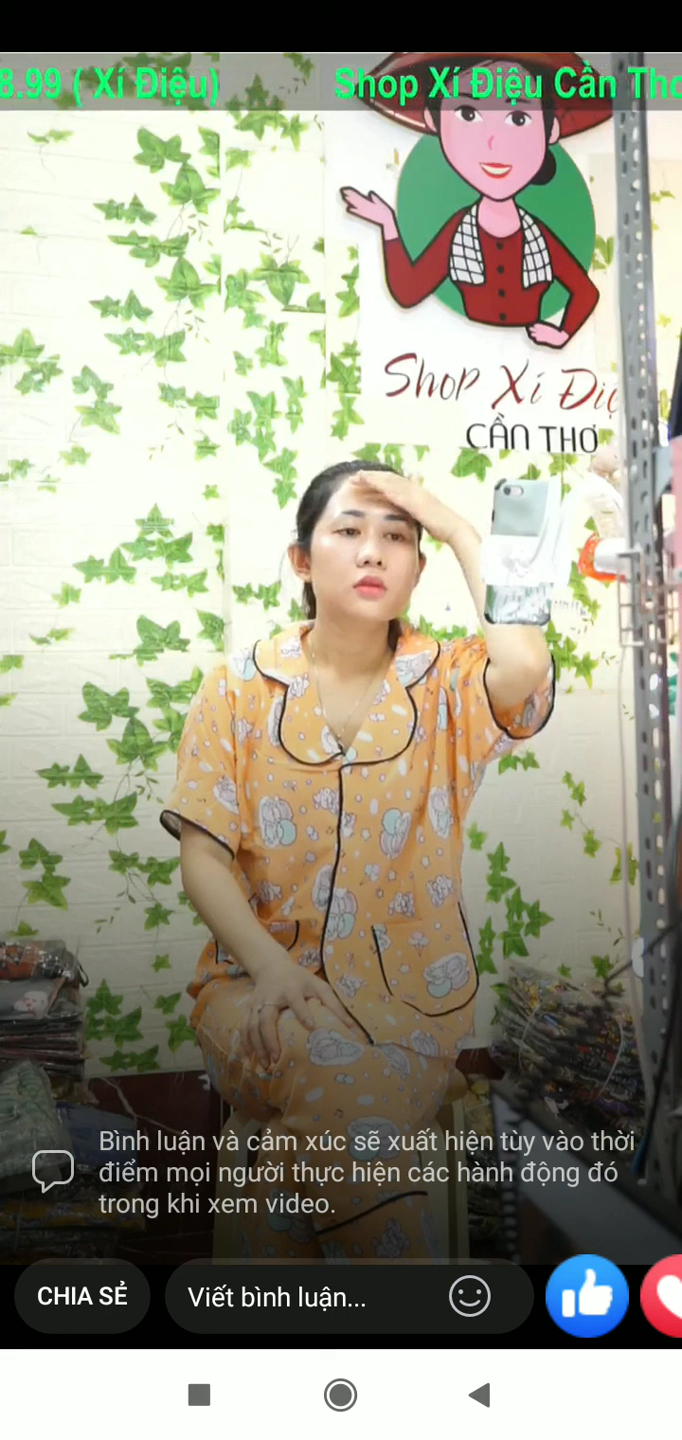 8.99 ( Xí Điệu) Shop Xí Điệu Cần Thơ
Shop Xí Điệ
CẦN THƠ
Bình luận và cảm xúc sẽ xuất hiện tùy vào thời
điểm mọi người thực hiện các hành động đó
trong khi xem video.
CHIA SẺ
Viết bình luận...